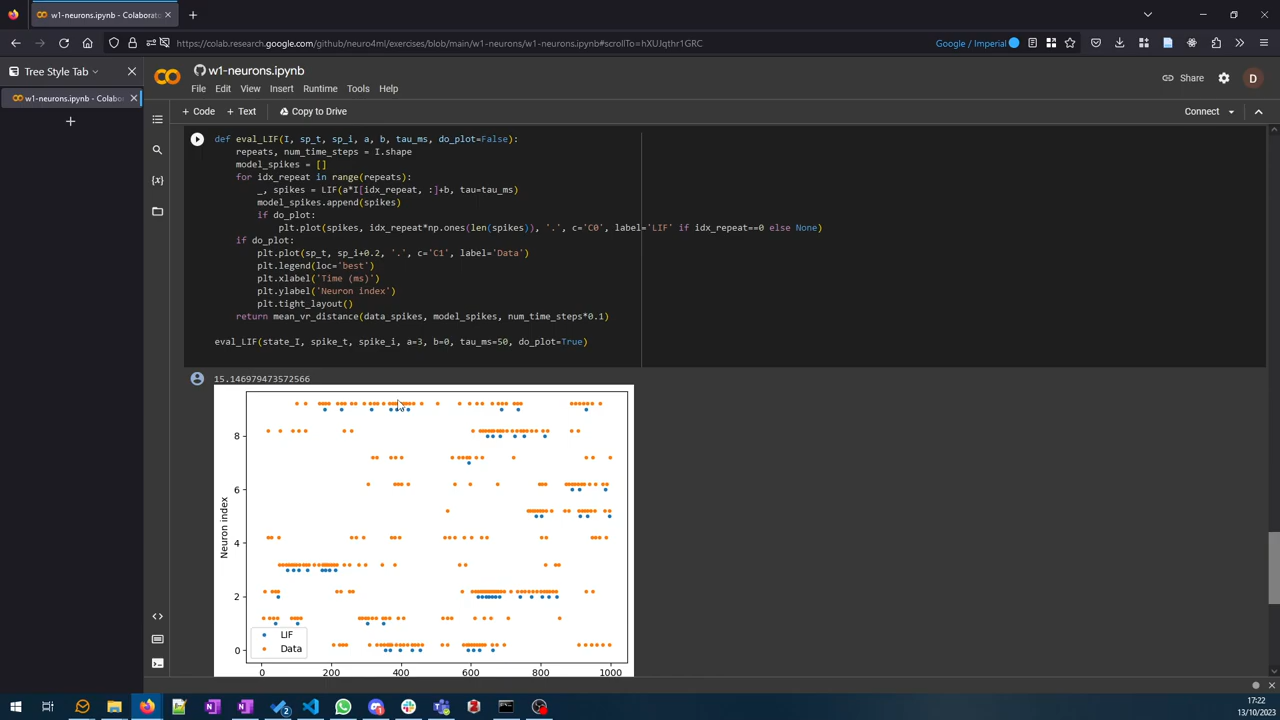 w1-neurons.ipynb - Colaborato
https://colab.research.google.com/github/neuro4ml/exercises/blob/main/w1-neurons/w1-neurons.ipynb#scrollTo=hXUJqthr1GRC
Google / Imperial
Tree Style Tab
w1-neurons.ipynb - Colabo
w1-neurons.ipynb
File Edit View Insert Runtime Tools Help
Share
D
+ Code + Text Copy to Drive
Connect
def eval_LIF(I, sp_t, sp_i, a, b, tau_ms, do_plot=False):
    repeats, num_time_steps = I.shape
    model_spikes = []
    for idx_repeat in range(repeats):
        _, spikes = LIF(a*I[idx_repeat, :]+b, tau=tau_ms)
        model_spikes.append(spikes)
        if do_plot:
            plt.plot(spikes, idx_repeat*np.ones(len(spikes)), '.', c='C0', label='LIF' if idx_repeat==0 else None)
    if do_plot:
        plt.plot(sp_t, sp_i+0.2, '.', c='C1', label='Data')
        plt.legend(loc='best')
        plt.xlabel('Time (ms)')
        plt.ylabel('Neuron index')
        plt.tight_layout()
    return mean_vr_distance(data_spikes, model_spikes, num_time_steps*0.1)
eval_LIF(state_I, spike_t, spike_i, a=3, b=0, tau_ms=50, do_plot=True)
15.146979473572566
8
6
Neuron index
4
2
0
LIF
Data
0 200 400 600 800 1000
17:22
13/10/2023